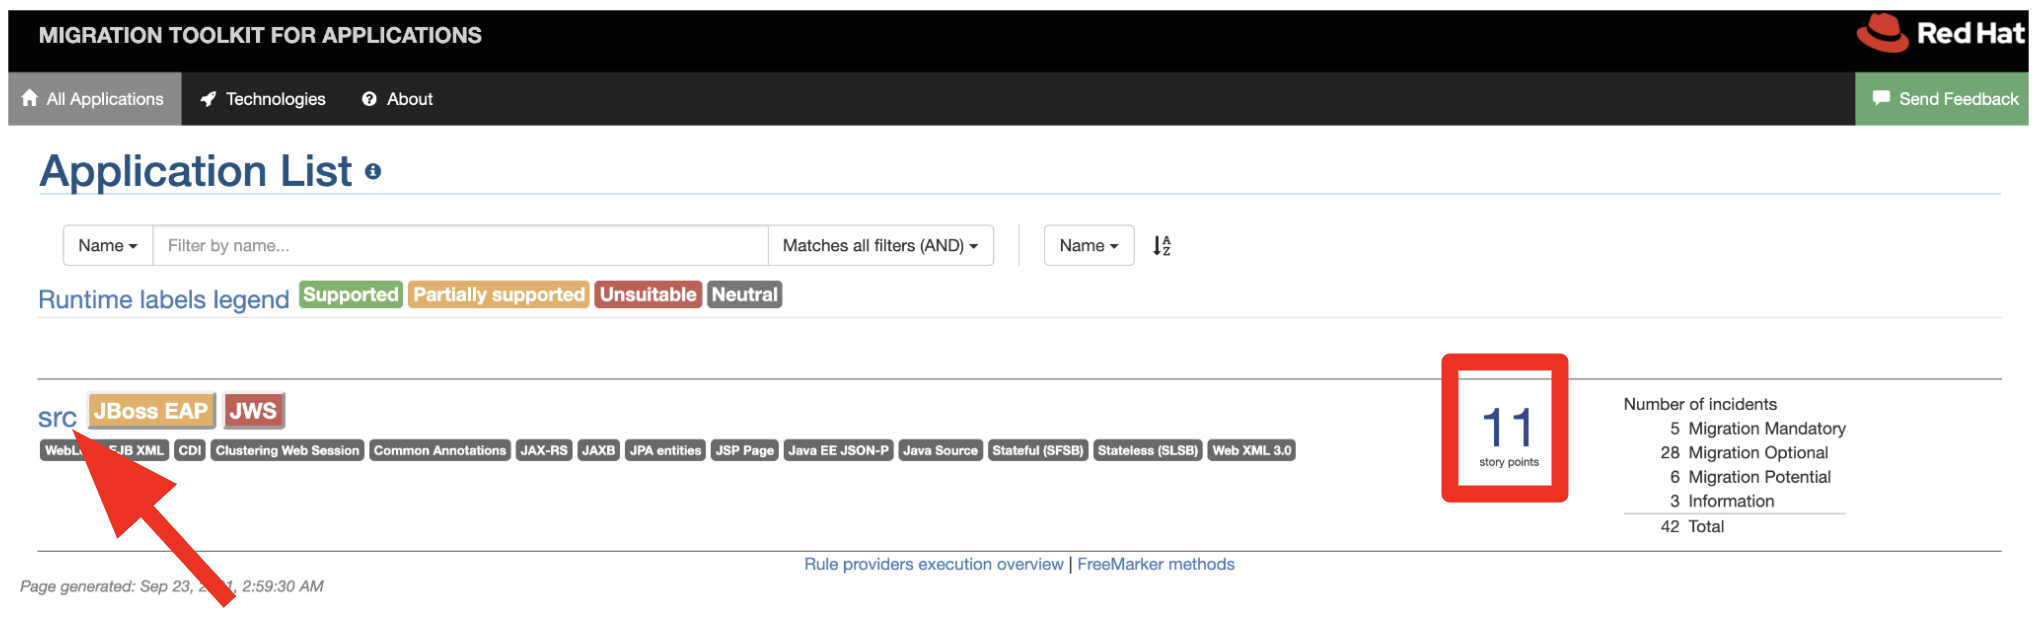 MIGRATION TOOLKIT FOR APPLICATIONS
Red Hat
All Applications Technologies About
Send Feedback
Application List
Name Filter by name... Matches all filters (AND) Name
Runtime labels legend Supported Partially supported Unsuitable Neutral
src JBoss EAP JWS
EJB XML CDI Clustering Web Session Common Annotations JAX-RS JAXB JPA entities JSP Page Java EE JSON-P Java Source Stateful (SFSB) Stateless (SLSB) Web XML 3.0
11
story points
Number of incidents
5 Migration Mandatory
28 Migration Optional
6 Migration Potential
3 Information
42 Total
Rule providers execution overview | FreeMarker methods
Page generated: Sep 23, 2:59:30 AM